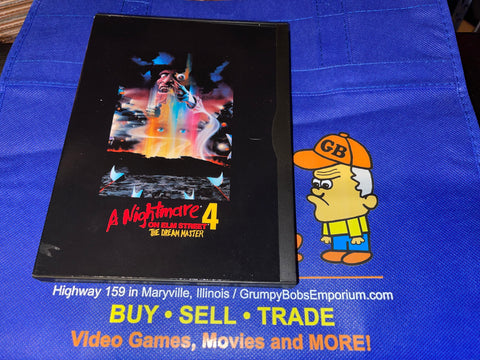 A Nightmare 4
ON ELM STREET
THE DREAM MASTER
GB
Highway 159 in Maryville, Illinois / GrumpyBobsEmporium.com
BUY • SELL • TRADE
Video Games, Movies and MORE!